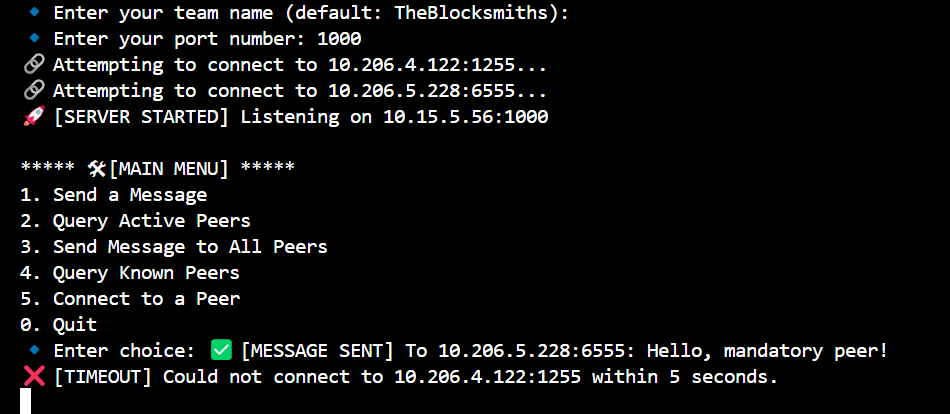 🔹 Enter your team name (default: TheBlocksmiths):
🔹 Enter your port number: 1000
🔗 Attempting to connect to 10.206.4.122:1255...
🔗 Attempting to connect to 10.206.5.228:6555...
🚀 [SERVER STARTED] Listening on 10.15.5.56:1000
***** 🛠[MAIN MENU] *****
1. Send a Message
2. Query Active Peers
3. Send Message to All Peers
4. Query Known Peers
5. Connect to a Peer
0. Quit
🔹 Enter choice: ✅ [MESSAGE SENT] To 10.206.5.228:6555: Hello, mandatory peer!
❌ [TIMEOUT] Could not connect to 10.206.4.122:1255 within 5 seconds.